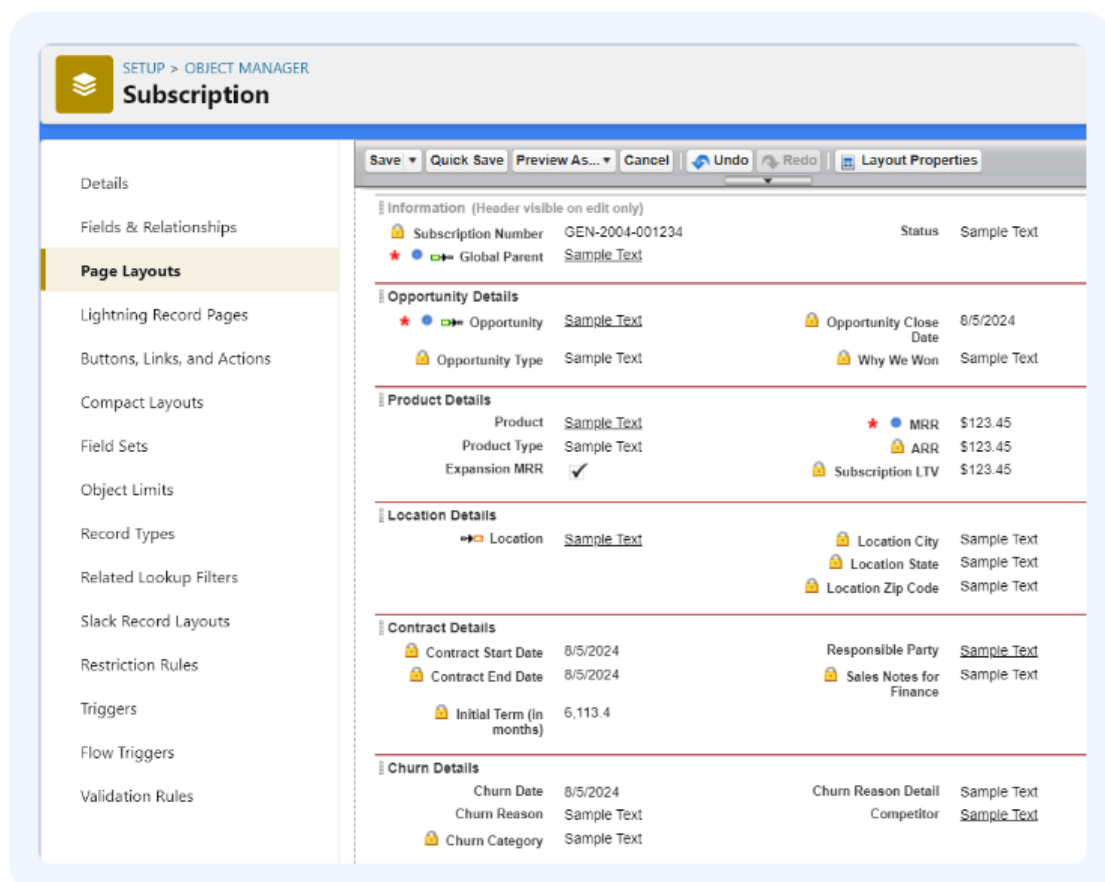 SETUP > OBJECT MANAGER
Subscription
Details
Fields & Relationships
Page Layouts
Lightning Record Pages
Buttons, Links, and Actions
Compact Layouts
Field Sets
Object Limits
Record Types
Related Lookup Filters
Slack Record Layouts
Restriction Rules
Triggers
Flow Triggers
Validation Rules
Save Quick Save Preview As... Cancel Undo Redo Layout Properties
Information (Header visible on edit only)
Subscription Number GEN-2004-001234 Status Sample Text
* Global Parent Sample Text
Opportunity Details
* Opportunity Sample Text Opportunity Close 8/5/2024
Date
Opportunity Type Sample Text Why We Won Sample Text
Product Details
Product Sample Text * MRR $123.45
Product Type Sample Text ARR $123.45
Expansion MRR Subscription LTV $123.45
Location Details
Location Sample Text Location City Sample Text
Location State Sample Text
Location Zip Code Sample Text
Contract Details
Contract Start Date 8/5/2024 Responsible Party Sample Text
Contract End Date 8/5/2024 Sales Notes for Sample Text
Finance
Initial Term (in 6,113.4
months)
Churn Details
Churn Date 8/5/2024 Churn Reason Detail Sample Text
Churn Reason Sample Text Competitor Sample Text
Churn Category Sample Text